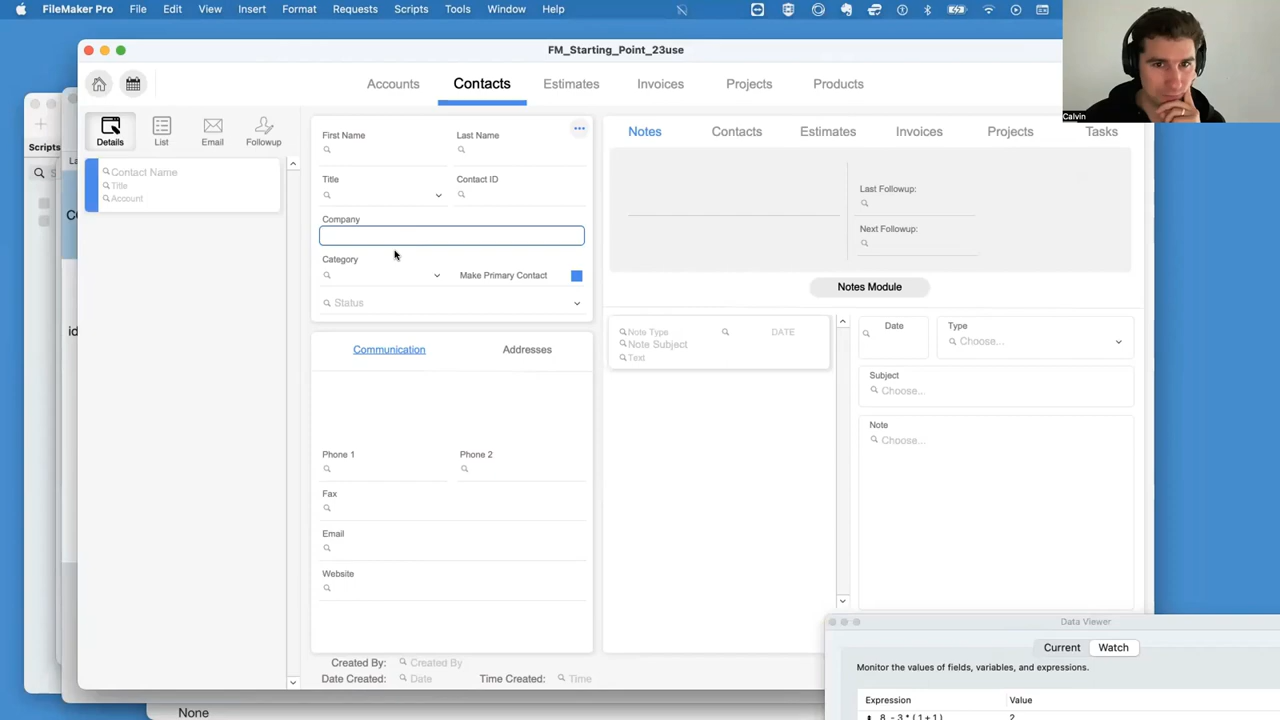 FileMaker Pro File Edit View Insert Format Requests Scripts Tools Window Help
FM_Starting_Point_23use
Accounts Contacts Estimates Invoices Projects Products
Calvin
Details List Email Followup
Scripts
Contact Name
Title
Account
First Name Last Name
Title Contact ID
Company
Category
Make Primary Contact
Status
Communication Addresses
Phone 1 Phone 2
Fax
Email
Website
Created By: Created By
Date Created: Date Time Created: Time
Notes Contacts Estimates Invoices Projects Tasks
Last Followup:
Next Followup:
Notes Module
Note Type DATE
Note Subject
Text
Date Type
Choose...
Subject
Choose...
Note
Choose...
Data Viewer
Current Watch
Monitor the values of fields, variables, and expressions.
Expression Value
8 - 3 * ( 1 + 1 ) 2
None